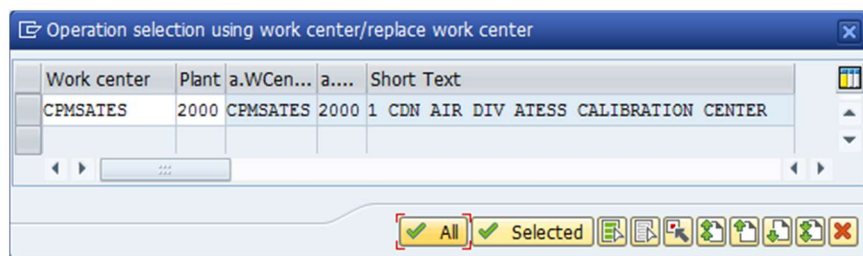 Operation selection using work center/replace work center
Work center Plant a.WCen... a.... Short Text
CPMSATES 2000 CPMSATES 2000 1 CDN AIR DIV ATESS CALIBRATION CENTER
All Selected